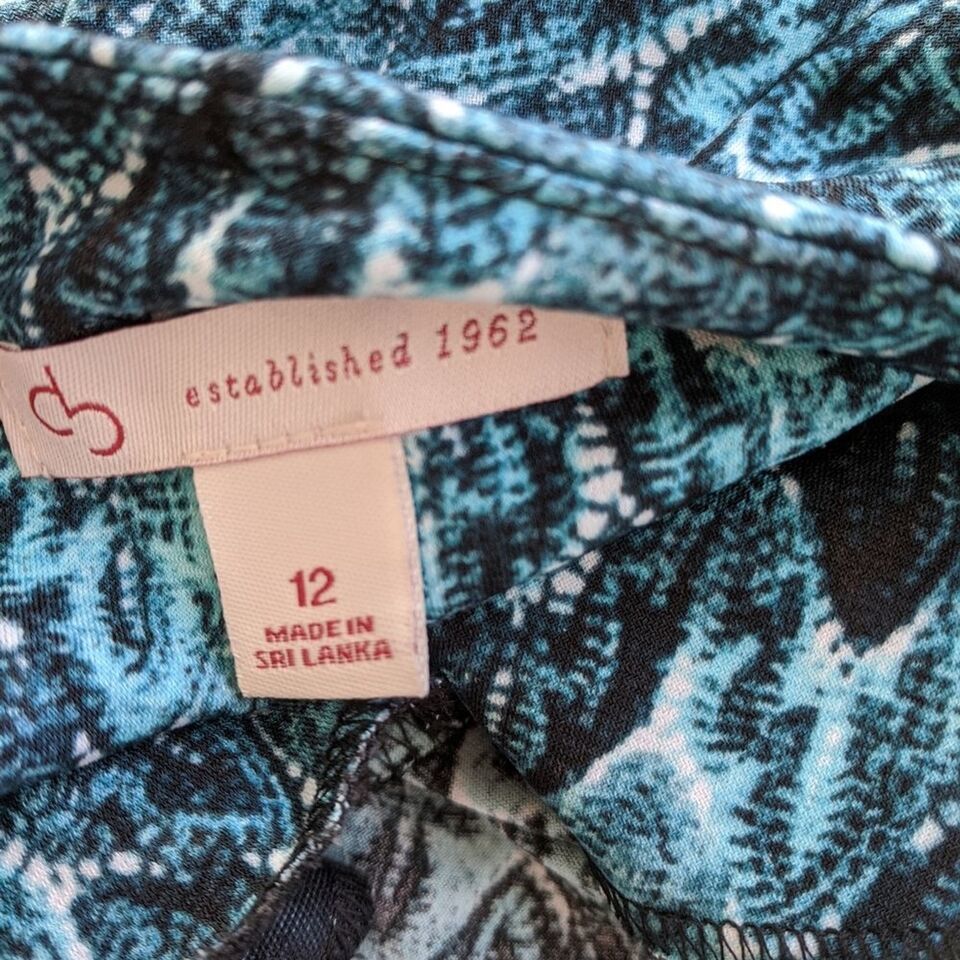 established 1962
12
MADE IN
SRI LANKA